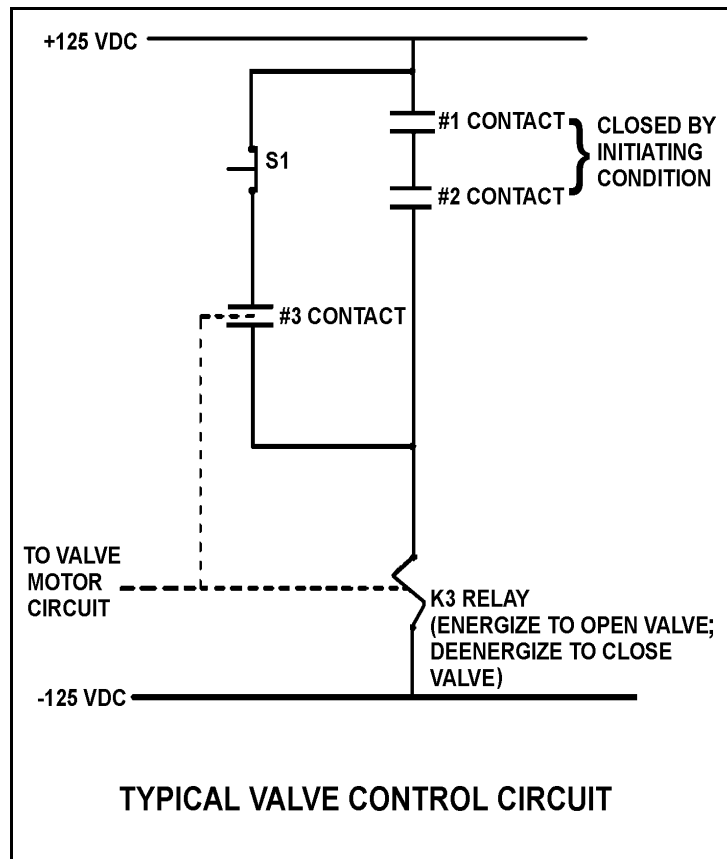 +125 VDC
#1 CONTACT
#2 CONTACT
CLOSED BY
INITIATING
CONDITION
S1
#3 CONTACT
TO VALVE
MOTOR
CIRCUIT
K3 RELAY
(ENERGIZE TO OPEN VALVE;
DEENERGIZE TO CLOSE
VALVE)
-125 VDC
TYPICAL VALVE CONTROL CIRCUIT